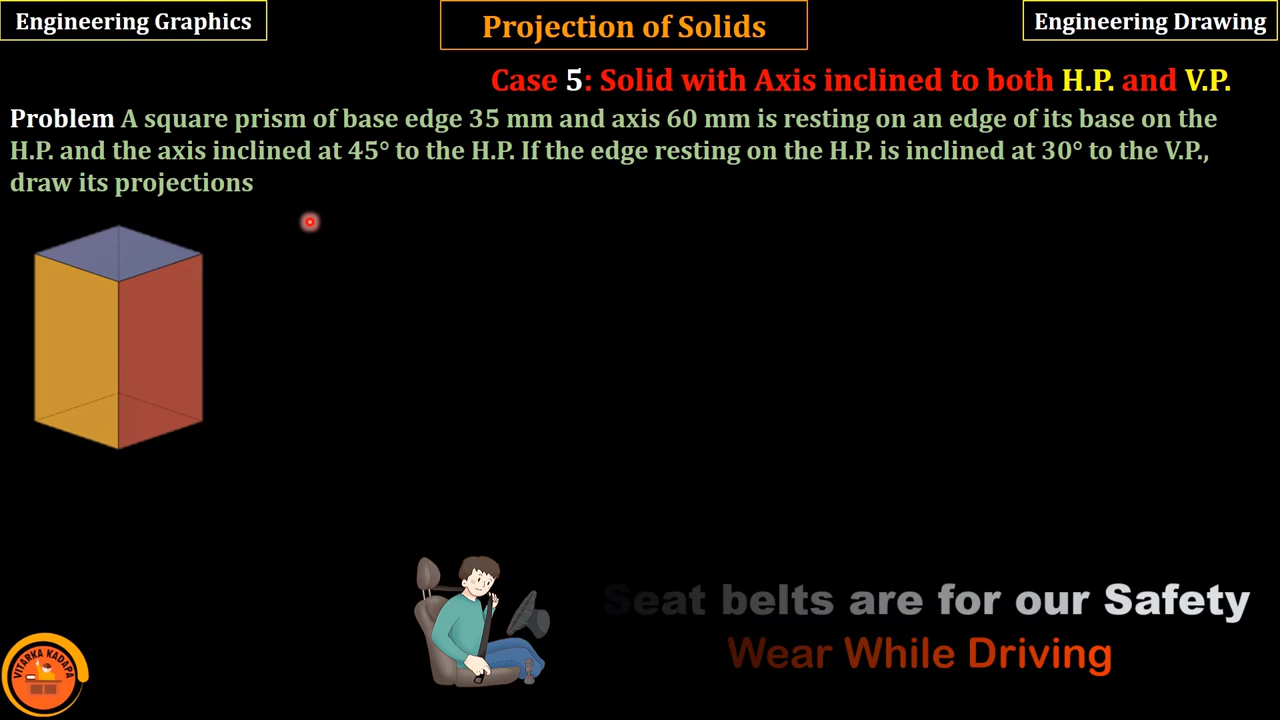 Engineering Graphics
Projection of Solids
Engineering Drawing
Case 5: Solid with Axis inclined to both H.P. and V.P.
Problem A square prism of base edge 35 mm and axis 60 mm is resting on an edge of its base on the
H.P. and the axis inclined at 45° to the H.P. If the edge resting on the H.P. is inclined at 30° to the V.P.,
draw its projections
Seat belts are for our Safety
Wear While Driving
VITARKA KADAPA